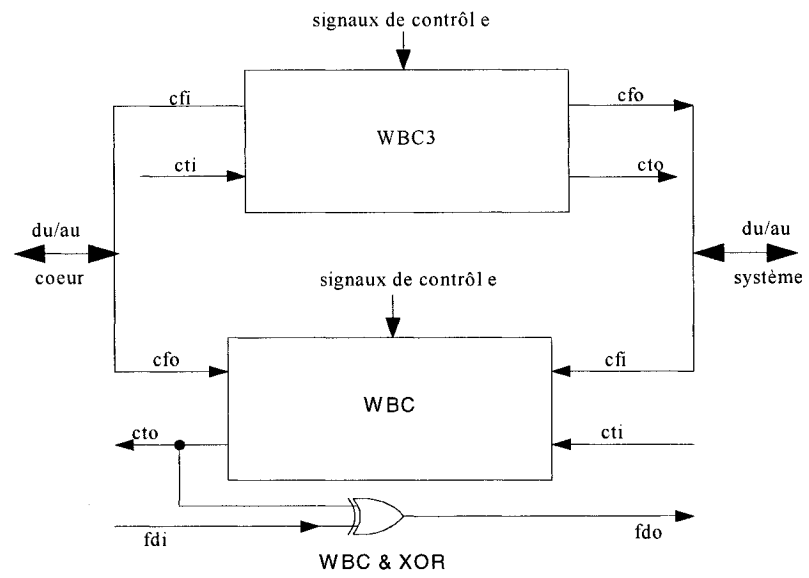 signaux de contrôl e
cfi
cfo
WBC3
cti
cto
du/au
coeur
du/au
système
signaux de contrôl e
cfo
cfi
WBC
cto
cti
fdi
fdo
WBC & XOR